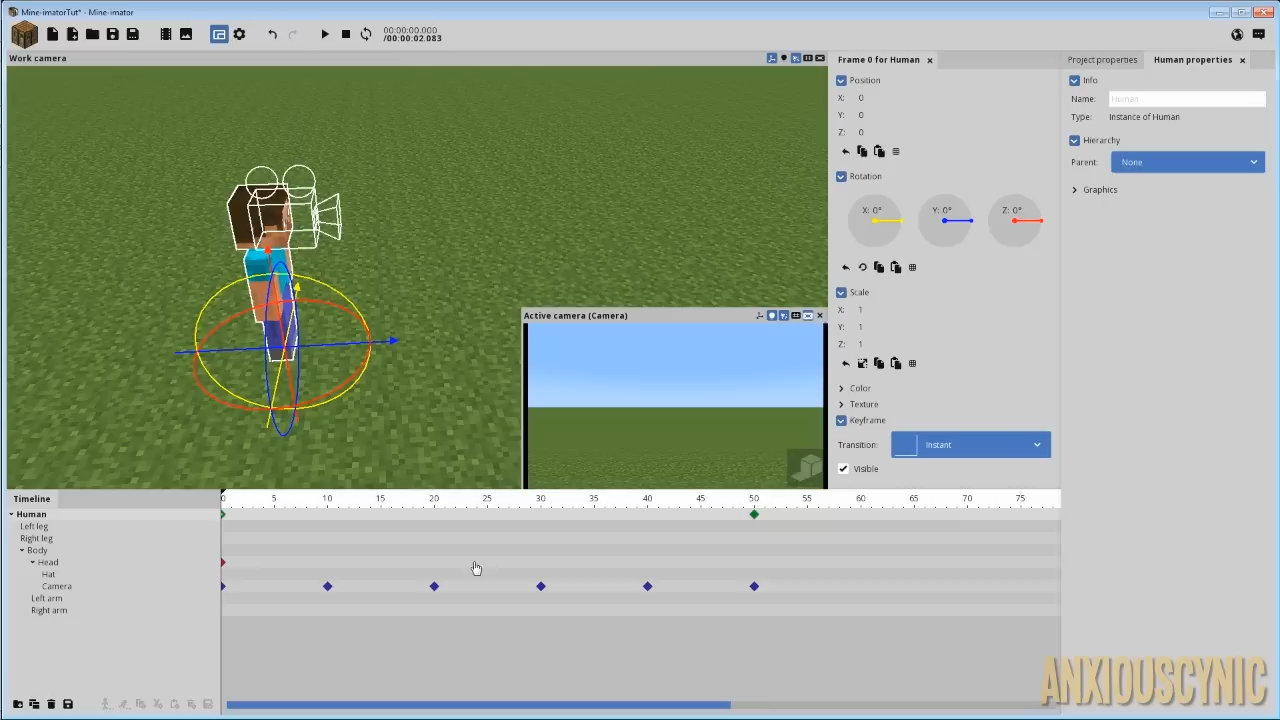 Mine-imatorTut* - Mine-imator
00:00:00.000
/00:00:02.083
Work camera
Active camera (Camera)
Frame 0 for Human
Position
X: 0
Y: 0
Z: 0
Rotation
X: 0° Y: 0° Z: 0°
Scale
X: 1
Y: 1
Z: 1
Color
Texture
Keyframe
Transition: Instant
Visible
Project properties Human properties
Info
Name: Human
Type: Instance of Human
Hierarchy
Parent: None
Graphics
Timeline
0 5 10 15 20 25 30 35 40 45 50 55 60 65 70 75
Human
Left leg
Right leg
Body
Head
Hat
Camera
Left arm
Right arm
ANXIOUSCYNIC